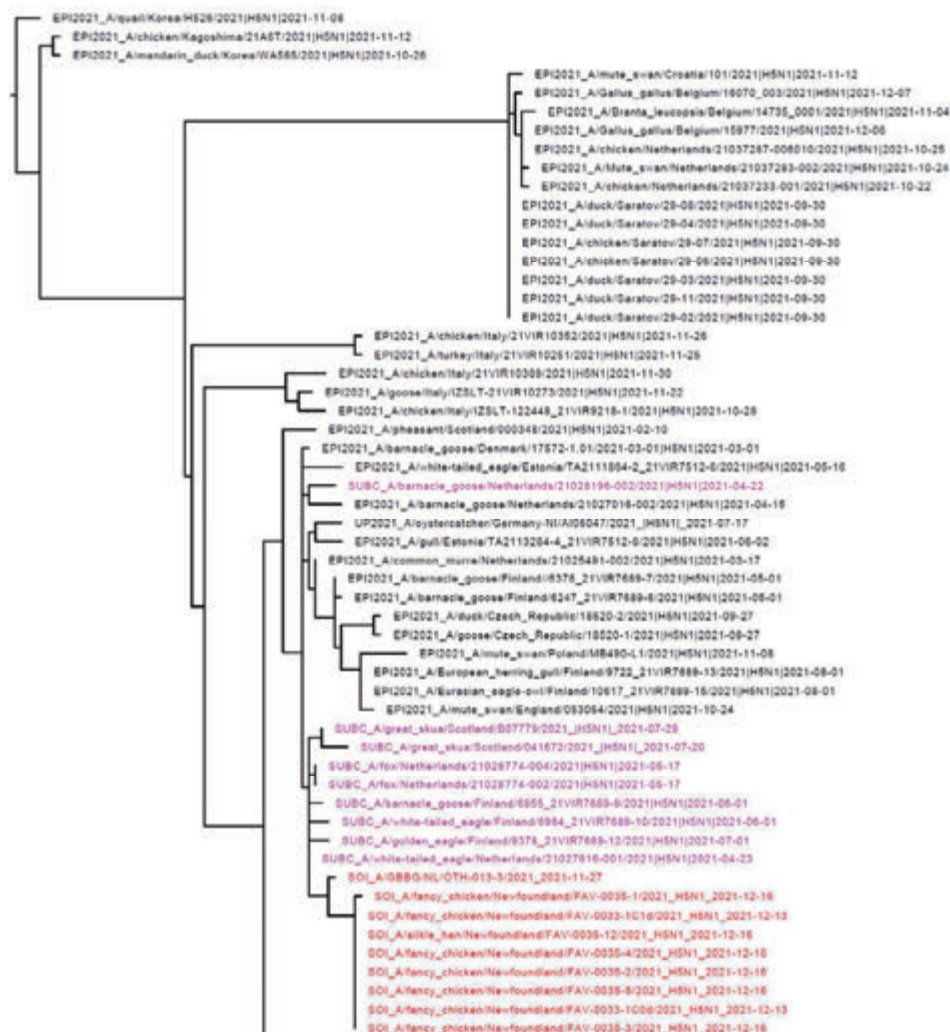 EPI2021_A/quail/Korea/H526/2021|H5N1|2021-11-08
EPI2021_A/chicken/Kagoshima/21A6T/2021|H5N1|2021-11-12
EPI2021_A/mandarin_duck/Korea/WA585/2021|H5N1|2021-10-26
EPI2021_A/mute_swan/Croatia/101/2021|H5N1|2021-11-12
EPI2021_A/Gallus_gallus/Belgium/16070_003/2021|H5N1|2021-12-07
EPI2021_A/Branta_leucopsis/Belgium/14735_0001/2021|H5N1|2021-11-04
EPI2021_A/Gallus_gallus/Belgium/15977/2021|H5N1|2021-12-06
EPI2021_A/chicken/Netherlands/21037287-006010/2021|H5N1|2021-10-25
EPI2021_A/Mute_swan/Netherlands/21037283-002/2021|H5N1|2021-10-24
EPI2021_A/chicken/Netherlands/21037233-001/2021|H5N1|2021-10-22
EPI2021_A/duck/Saratov/29-08/2021|H5N1|2021-09-30
EPI2021_A/duck/Saratov/29-04/2021|H5N1|2021-09-30
EPI2021_A/chicken/Saratov/29-07/2021|H5N1|2021-09-30
EPI2021_A/chicken/Saratov/29-06/2021|H5N1|2021-09-30
EPI2021_A/duck/Saratov/29-03/2021|H5N1|2021-09-30
EPI2021_A/duck/Saratov/29-11/2021|H5N1|2021-09-30
EPI2021_A/duck/Saratov/29-02/2021|H5N1|2021-09-30
EPI2021_A/chicken/Italy/21VIR10362/2021|H5N1|2021-11-26
EPI2021_A/turkey/Italy/21VIR10251/2021|H5N1|2021-11-25
EPI2021_A/chicken/Italy/21VIR10389/2021|H5N1|2021-11-30
EPI2021_A/goose/Italy/IZSLT-21VIR10273/2021|H5N1|2021-11-22
EPI2021_A/chicken/Italy/IZSLT-122448_21VIR9218-1/2021|H5N1|2021-10-28
EPI2021_A/pheasant/Scotland/000348/2021|H5N1|2021-02-10
EPI2021_A/barnacle_goose/Denmark/17572-1.01/2021-03-01|H5N1|2021-03-01
EPI2021_A/white-tailed_eagle/Estonia/TA2111864-2_21VIR7512-6/2021|H5N1|2021-05-16
SUBC_A/barnacle_goose/Netherlands/21028196-002/2021|H5N1|2021-04-22
EPI2021_A/barnacle_goose/Netherlands/21027016-002/2021|H5N1|2021-04-15
UP2021_A/oystercatcher/Germany-NI/AI05047/2021_|H5N1|_2021-07-17
EPI2021_A/gull/Estonia/TA2113284-4_21VIR7512-8/2021|H5N1|2021-06-02
EPI2021_A/common_murre/Netherlands/21025491-002/2021|H5N1|2021-03-17
EPI2021_A/barnacle_goose/Finland/6376_21VIR7689-7/2021|H5N1|2021-05-01
EPI2021_A/barnacle_goose/Finland/6247_21VIR7689-6/2021|H5N1|2021-05-01
EPI2021_A/duck/Czech_Republic/18520-2/2021|H5N1|2021-09-27
EPI2021_A/goose/Czech_Republic/18520-1/2021|H5N1|2021-09-27
EPI2021_A/mute_swan/Poland/MB490-L1/2021|H5N1|2021-11-08
EPI2021_A/European_herring_gull/Finland/9722_21VIR7689-13/2021|H5N1|2021-08-01
EPI2021_A/Eurasian_eagle-owl/Finland/10617_21VIR7689-15/2021|H5N1|2021-09-01
EPI2021_A/mute_swan/England/053054/2021|H5N1|2021-10-24
SUBC_A/great_skua/Scotland/B07779/2021_|H5N1|_2021-07-28
SUBC_A/great_skua/Scotland/041672/2021_|H5N1|_2021-07-20
SUBC_A/fox/Netherlands/21028774-004/2021|H5N1|2021-05-17
SUBC_A/fox/Netherlands/21028774-002/2021|H5N1|2021-05-17
SUBC_A/barnacle_goose/Finland/6955_21VIR7689-9/2021|H5N1|2021-06-01
SUBC_A/white-tailed_eagle/Finland/6984_21VIR7689-10/2021|H5N1|2021-06-01
SUBC_A/golden_eagle/Finland/9376_21VIR7689-12/2021|H5N1|2021-07-01
SUBC_A/white-tailed_eagle/Netherlands/21027616-001/2021|H5N1|2021-04-23
SOI_A/GBBG/NL/OTH-013-3/2021_2021-11-27
SOI_A/fancy_chicken/Newfoundland/FAV-0035-1/2021_H5N1_2021-12-16
SOI_A/fancy_chicken/Newfoundland/FAV-0033-1C1d/2021_H5N1_2021-12-13
SOI_A/silkie_hen/Newfoundland/FAV-0035-12/2021_H5N1_2021-12-16
SOI_A/fancy_chicken/Newfoundland/FAV-0035-4/2021_H5N1_2021-12-16
SOI_A/fancy_chicken/Newfoundland/FAV-0035-2/2021_H5N1_2021-12-16
SOI_A/fancy_chicken/Newfoundland/FAV-0035-5/2021_H5N1_2021-12-16
SOI_A/fancy_chicken/Newfoundland/FAV-0033-1C0d/2021_H5N1_2021-12-13
SOI_A/fancy_chicken/Newfoundland/FAV-0035-3/2021_H5N1_2021-12-16